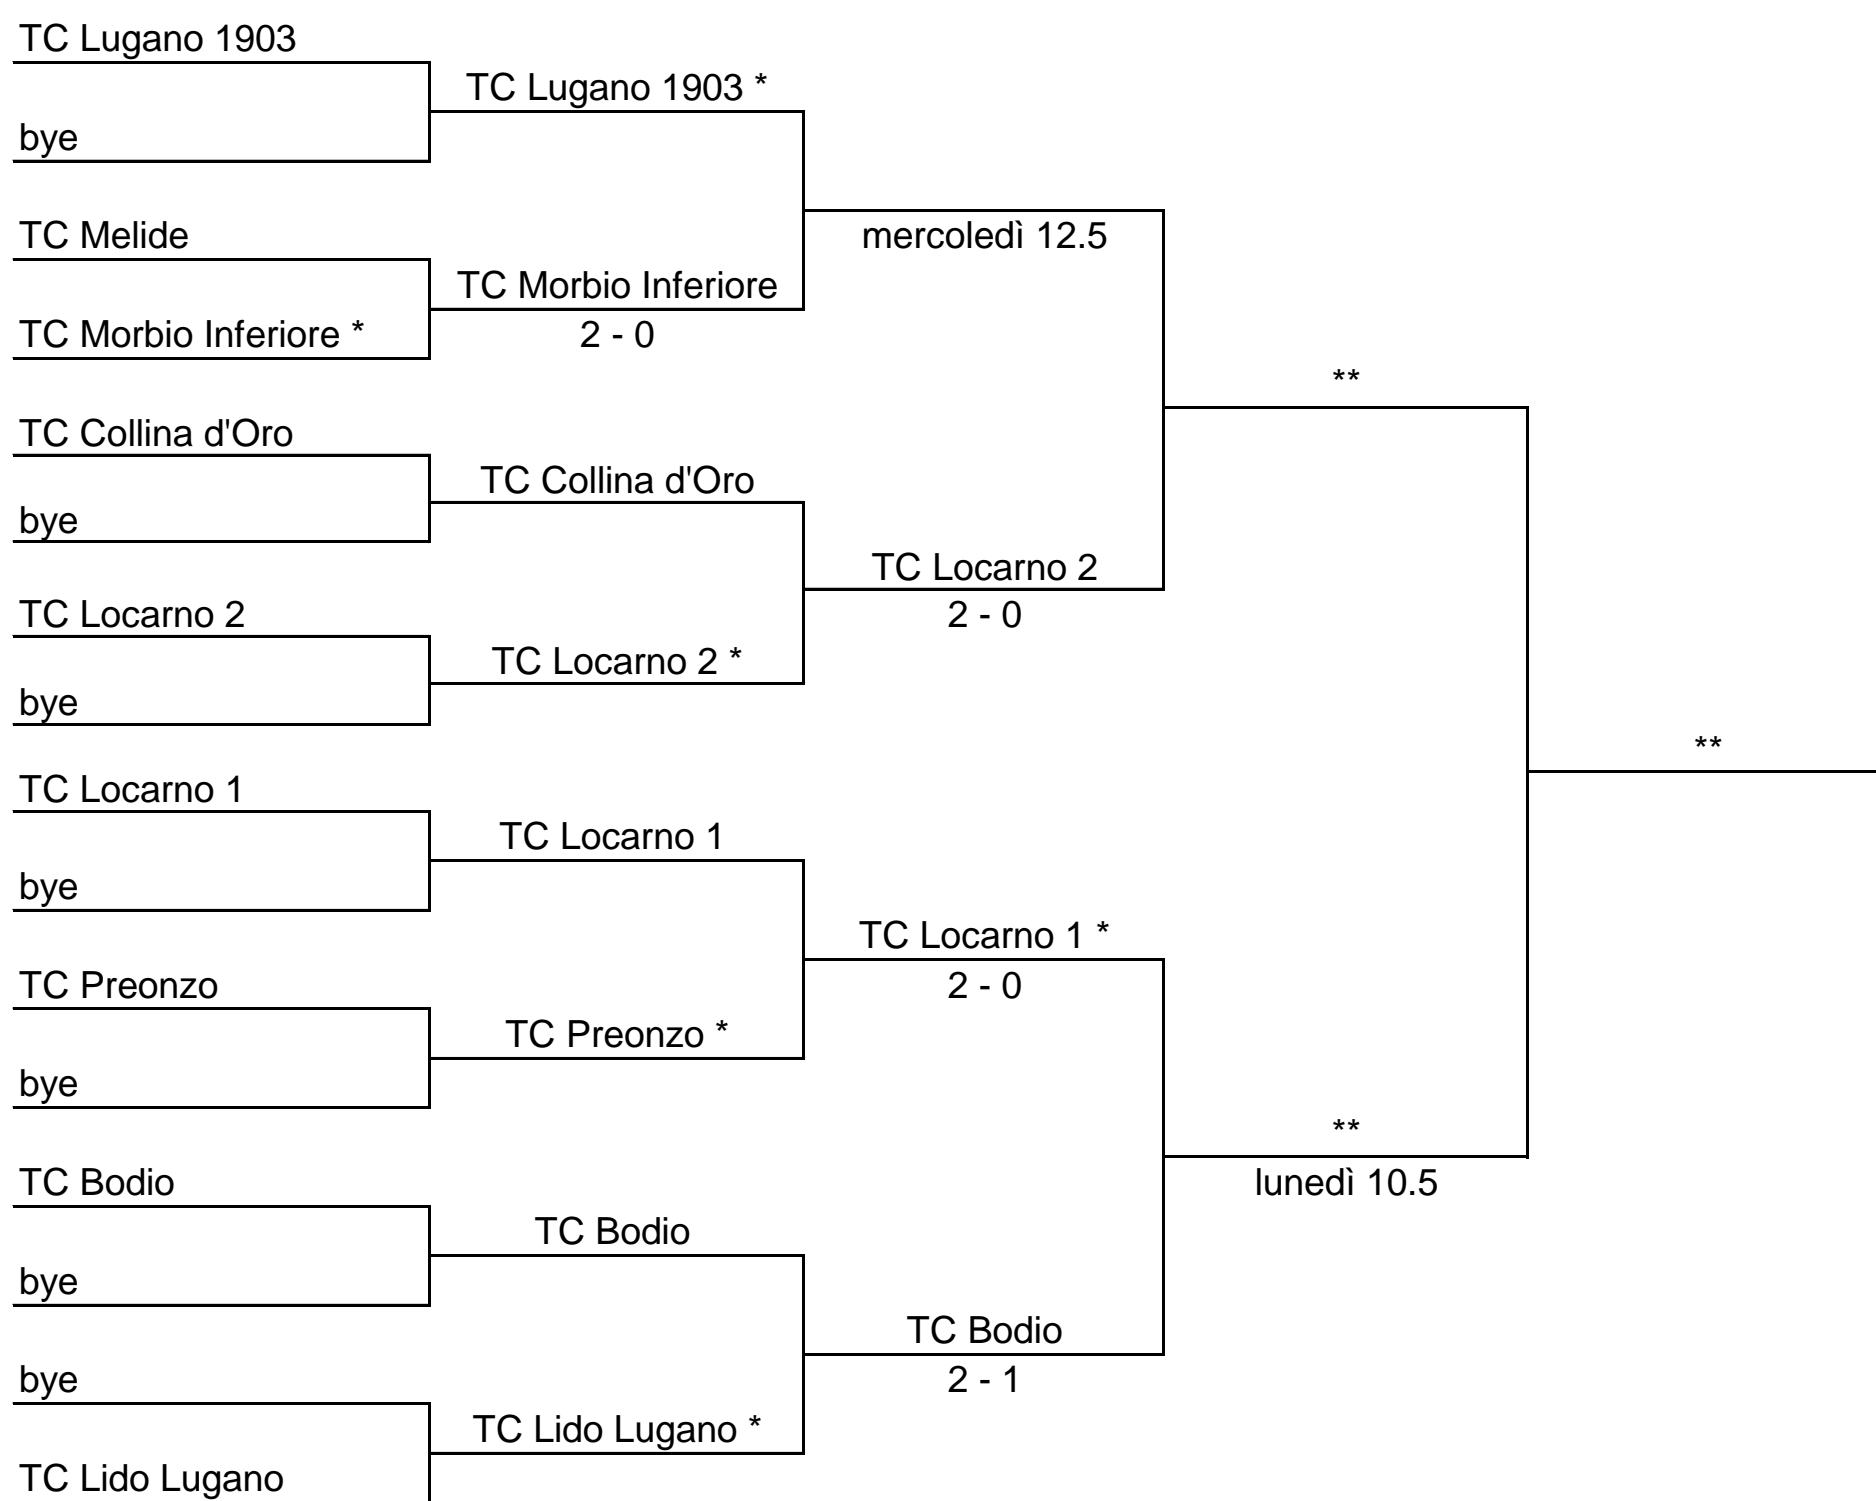 TC Lugano 1903
TC Lugano 1903 *
bye
TC Melide
mercoledì 12.5
TC Morbio Inferiore
TC Morbio Inferiore *
2 - 0
**
TC Collina d'Oro
TC Collina d'Oro
bye
TC Locarno 2
TC Locarno 2
2 - 0
TC Locarno 2 *
bye
**
TC Locarno 1
TC Locarno 1
bye
TC Locarno 1 *
TC Preonzo
2 - 0
TC Preonzo *
bye
**
TC Bodio
lunedì 10.5
TC Bodio
bye
TC Bodio
bye
2 - 1
TC Lido Lugano *
TC Lido Lugano